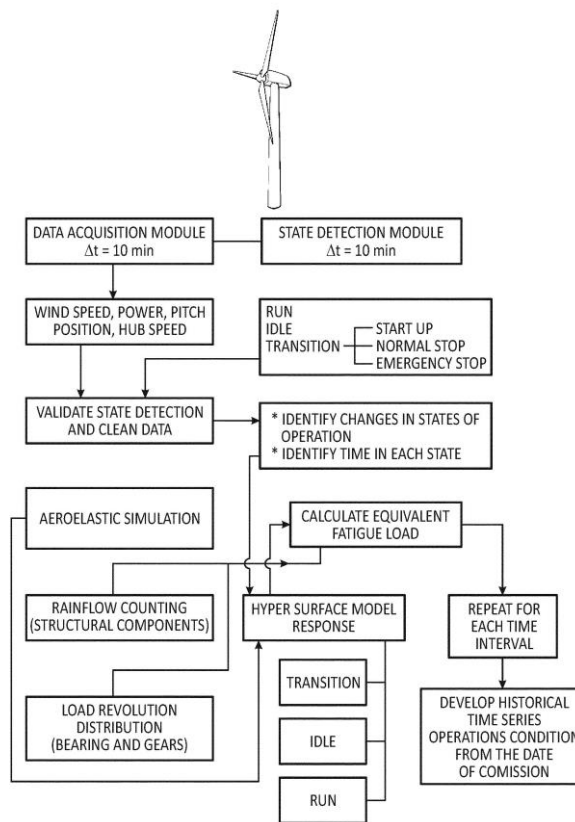 DATA ACQUISITION MODULE
Δt = 10 min
STATE DETECTION MODULE
Δt = 10 min
WIND SPEED, POWER, PITCH
POSITION, HUB SPEED
RUN
IDLE
TRANSITION
START UP
NORMAL STOP
EMERGENCY STOP
VALIDATE STATE DETECTION
AND CLEAN DATA
* IDENTIFY CHANGES IN STATES OF
OPERATION
* IDENTIFY TIME IN EACH STATE
AEROELASTIC SIMULATION
CALCULATE EQUIVALENT
FATIGUE LOAD
RAINFLOW COUNTING
(STRUCTURAL COMPONENTS)
HYPER SURFACE MODEL
RESPONSE
REPEAT FOR
EACH TIME
INTERVAL
LOAD REVOLUTION
DISTRIBUTION
(BEARING AND GEARS)
TRANSITION
IDLE
RUN
DEVELOP HISTORICAL
TIME SERIES
OPERATIONS CONDITION
FROM THE DATE
OF COMISSION